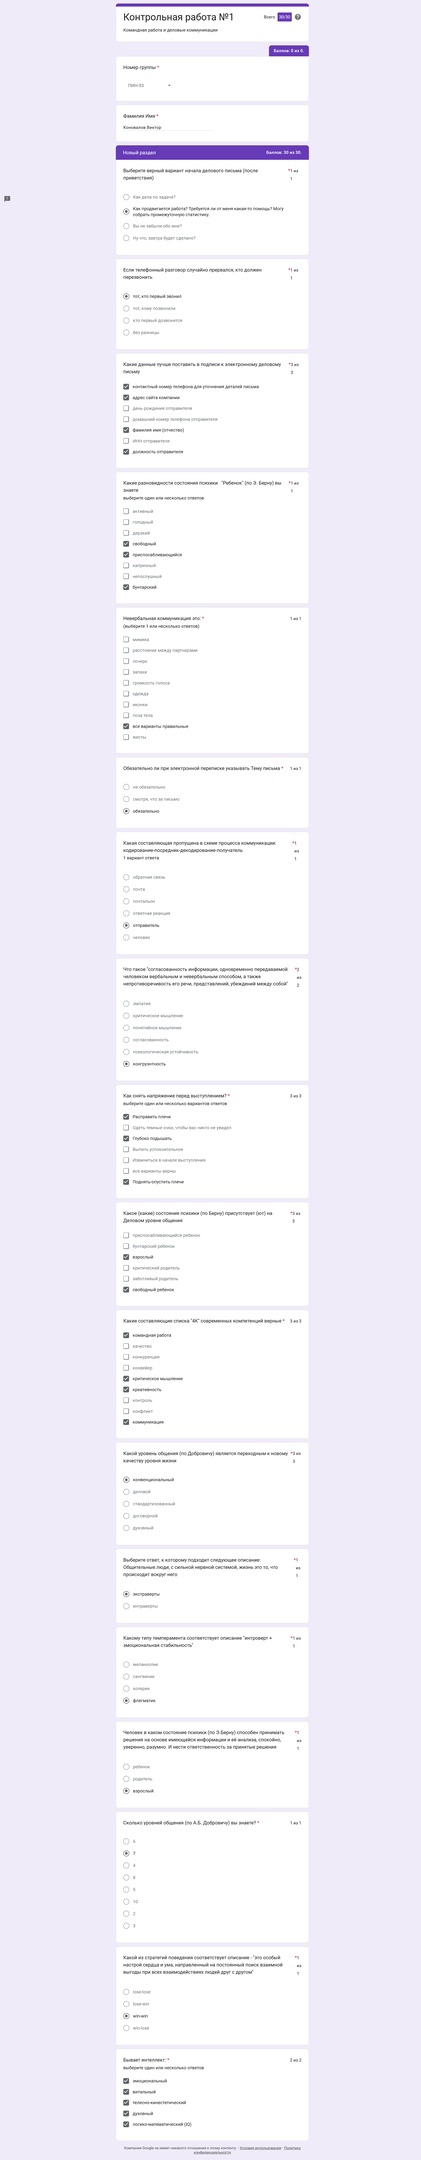 Контрольная работа №1
Всего 30/30
Командная работа и деловые коммуникации
Баллов: 0 из 0.
Номер группы *
ПИН-33
Фамилия Имя *
Коновалов Виктор
Новый раздел
Баллов: 30 из 30.
Выберите верный вариант начала делового письма (после *1 из
приветствия) 1
Как дела по задаче?
Как продвигается работа? Требуется ли от меня какая-то помощь? Могу
собрать промежуточную статистику.
Вы не забыли обо мне?
Ну что, завтра будет сделано?
Если телефонный разговор случайно прервался, кто должен *1 из
перезвонить 1
тот, кто первый звонил
тот, кому позвонили
кто первый дозвонится
без разницы
Какие данные лучше поставить в подписи к электронному деловому *3 из
письму 3
контактный номер телефона для уточнения деталей письма
адрес сайта компании
день рождения отправителя
домашний номер телефона отправителя
фамилия имя (отчество)
ИНН отправителя
должность отправителя
Какие разновидности состояния психики . "Ребенок" (по Э. Берну) вы *1 из
знаете 1
выберите один или несколько ответов
активный
голодный
дерзкий
свободный
приспосабливающийся
капризный
непослушный
бунтарский
Невербальная коммуникация это: * 1 из 1
(выберите 1 или несколько ответов)
мимика
расстояние между партнерами
почерк
запахи
громкость голоса
одежда
иконки
поза тела
все варианты правильные
жесты
Обязательно ли при электронной переписке указывать Тему письма * 1 из 1
не обязательно
смотря, что за письмо
обязательно
Какая составляющая пропущена в схеме процесса коммуникации: *1
кодирование-посредник-декодирование-получатель из
1 вариант ответа 1
обратная связь
почта
почтальон
ответная реакция
отправитель
человек
Что такое "согласованность информации, одновременно передаваемой *2
человеком вербальным и невербальным способом, а также из
непротиворечивость его речи, представлений, убеждений между собой" 2
эмпатия
критическое мышление
понятийное мышление
согласованность
психологическая устойчивость
конгруэнтность
Как снять напряжение перед выступлением? * 3 из 3
выберите один или несколько вариантов ответов
Расправить плечи
Одеть темные очки, чтобы вас никто не увидел
Глубоко подышать
Выпить успокоительное
Извиниться в начале выступления
все варианты верны
Поднять-опустить плечи
Какое (какие) состояние психики (по Берну) присутствует (ют) на *3 из
Деловом уровне общения 3
приспосабливающийся ребенок
бунтарский ребенок
взрослый
критический родитель
заботливый родитель
свободный ребенок
Какие составляющие списка "4К" современных компетенций верные * 3 из 3
командная работа
качество
конкуренция
конвейер
критическое мышление
креативность
контроль
конфликт
коммуникация
Какой уровень общения (по Добровичу) является переходным к новому *3 из
качеству уровня жизни 3
конвенциональный
деловой
стандартизованный
договорной
духовный
Выберите ответ, к которому подходит следующее описание: *1
Общительные люди, с сильной нервной системой, жизнь это то, что из
происходит вокруг него 1
экстраверты
интраверты
Какому типу темперамента соответствует описание "интроверт + *1 из
эмоциональная стабильность" 1
меланхолик
сангвиник
холерик
флегматик
Человек в каком состояние психики (по Э.Берну) способен принимать *1
решения на основе имеющейся информации и её анализа, спокойно, из
уверенно, разумно. И нести ответственность за принятые решения 1
ребенок
родитель
взрослый
Сколько уровней общения (по А.Б. Добровичу) вы знаете? * 1 из 1
6
7
4
8
5
10
2
3
Какой из стратегий поведения соответствует описание - "это особый *1
настрой сердца и ума, направленный на постоянный поиск взаимной из
выгоды при всех взаимодействиях людей друг с другом" 1
lose-lose
lose-win
win-win
win-lose
Бывает интеллект: * 2 из 2
выберите один или несколько ответов
эмоциональный
витальный
телесно-кинестетический
духовный
логико-математический (IQ)
Компания Google не имеет никакого отношения к этому контенту. - Условия использования - Политика
конфиденциальности